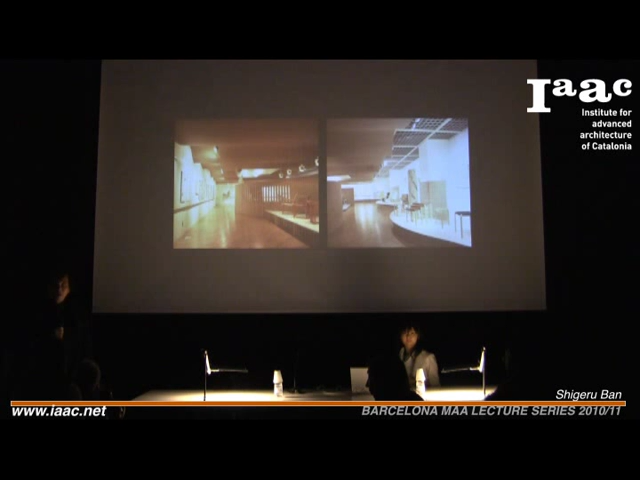 Iaac
Institute for
advanced
architecture
of Catalonia
Shigeru Ban
www.iaac.net
BARCELONA MAA LECTURE SERIES 2010/11